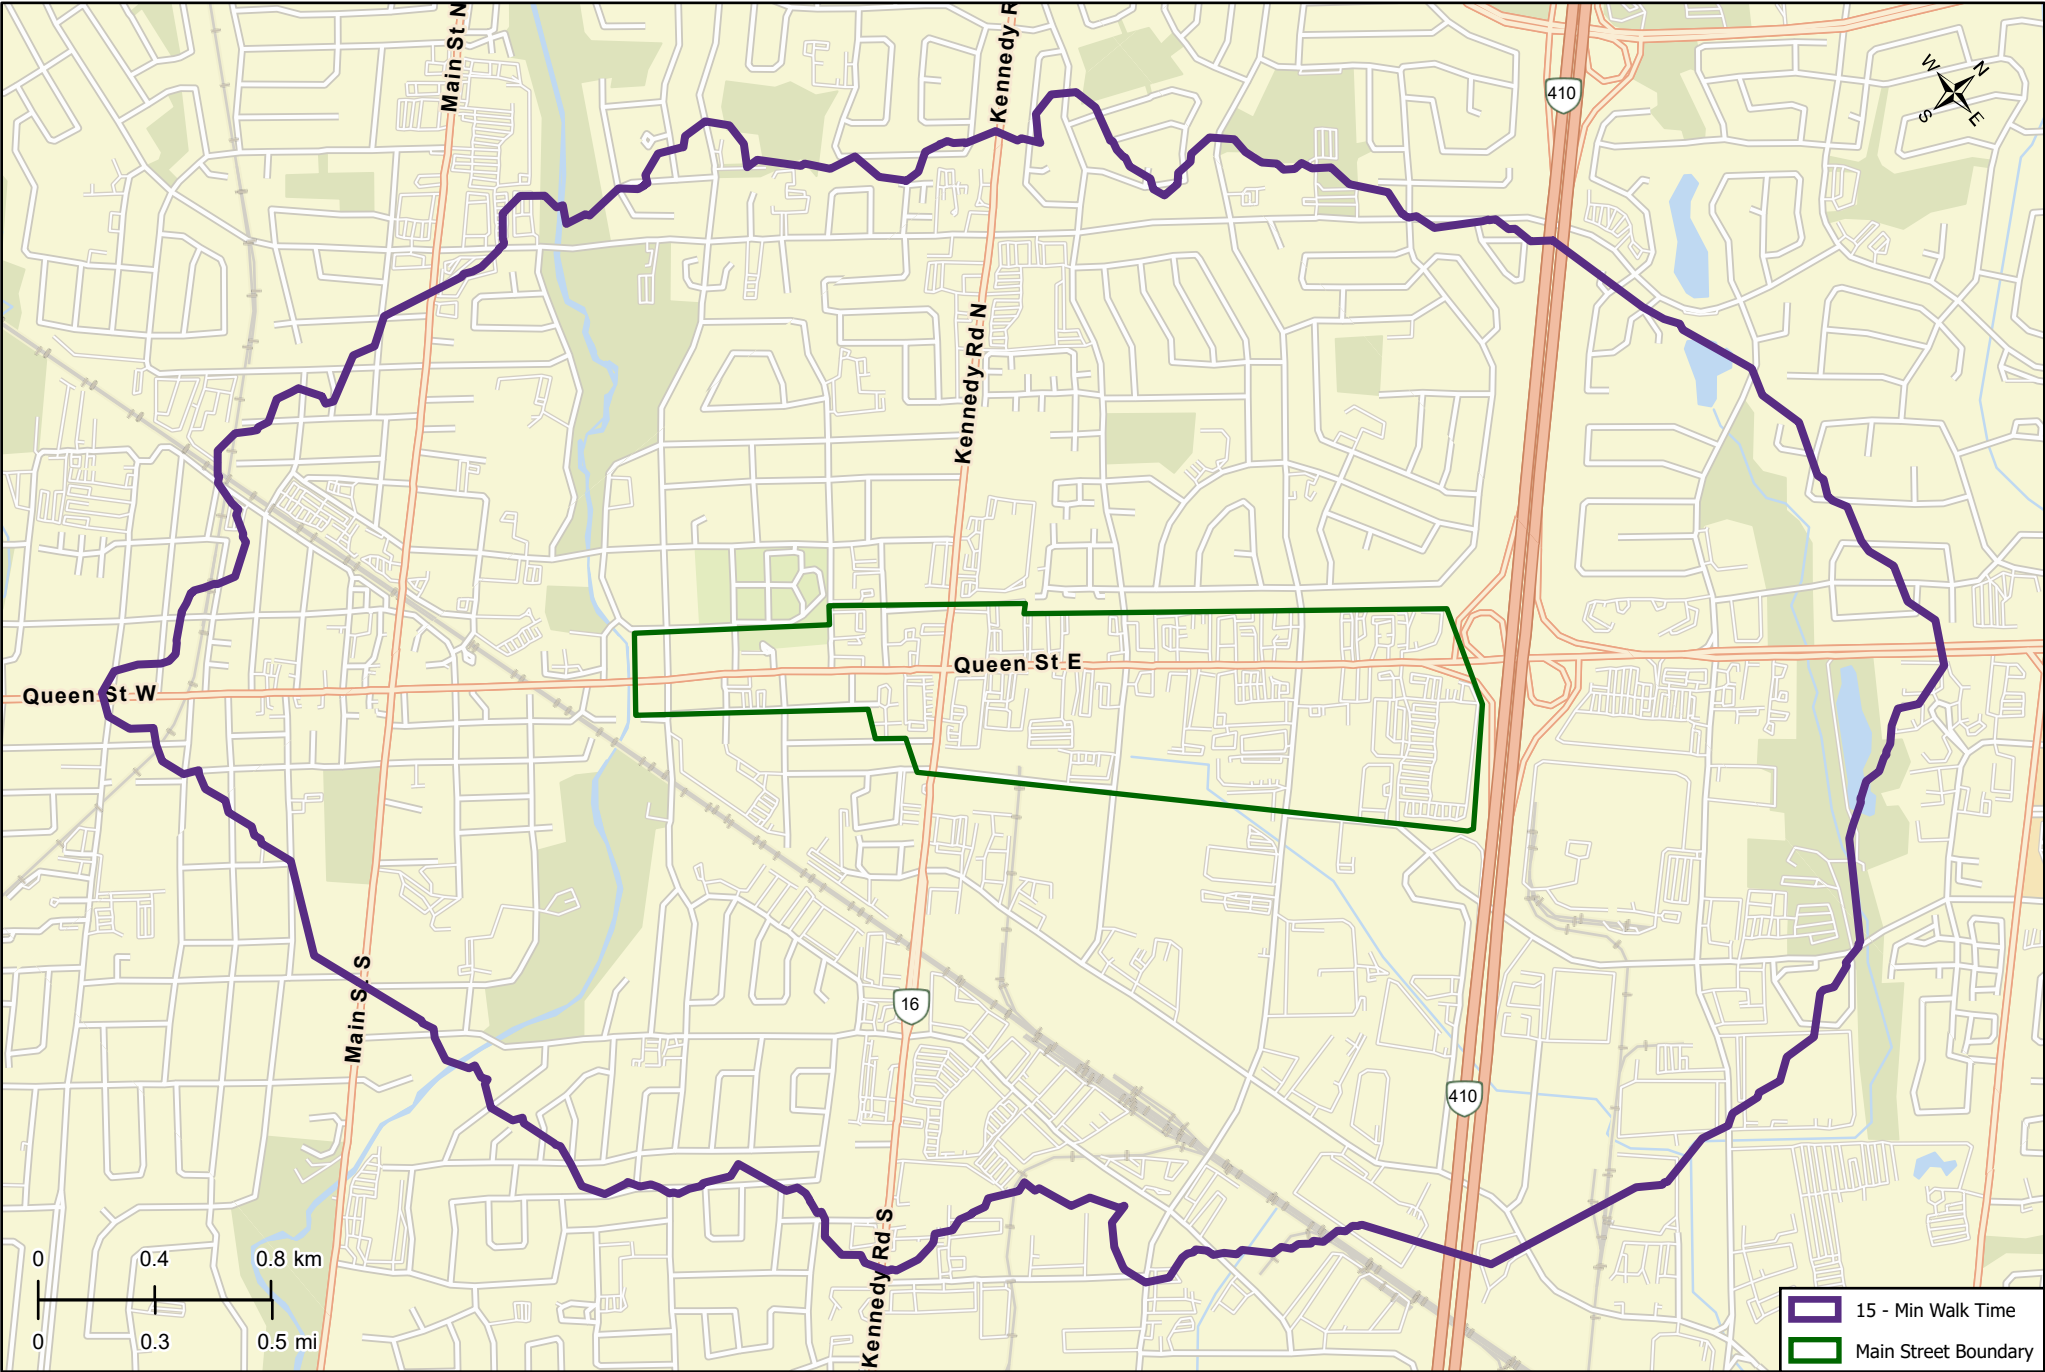 Main St N
Kennedy R
410
W
N
S
E
Kennedy Rd N
Queen St E
Queen St W
Main S S
16
410
Kennedy Rd S
0
0.4
0.8 km
0
0.3
0.5 mi
15 - Min Walk Time
Main Street Boundary